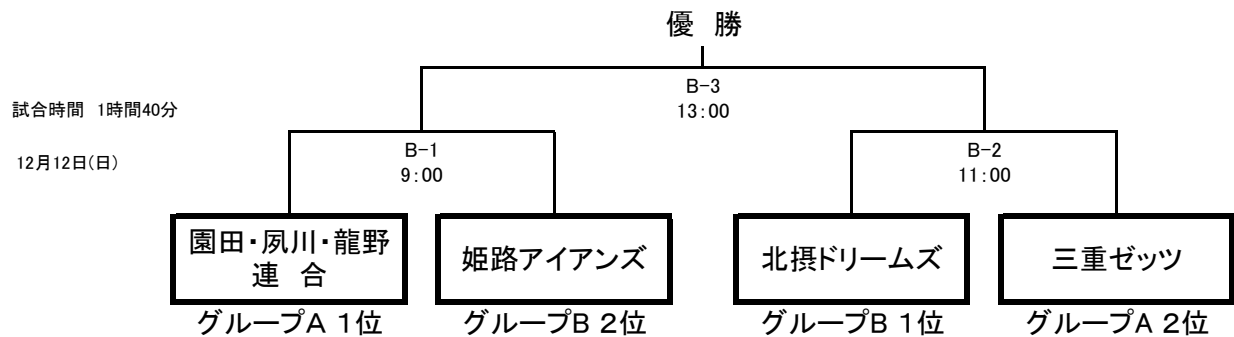 優 勝
B-3
13:00
試合時間 1時間40分
12月12日(日)
B-1
9:00
B-2
11:00
園田・夙川・龍野
連 合
姫路アイアンズ
北摂ドリームズ
三重ゼッツ
グループA 1位
グループB 2位
グループB 1位
グループA 2位